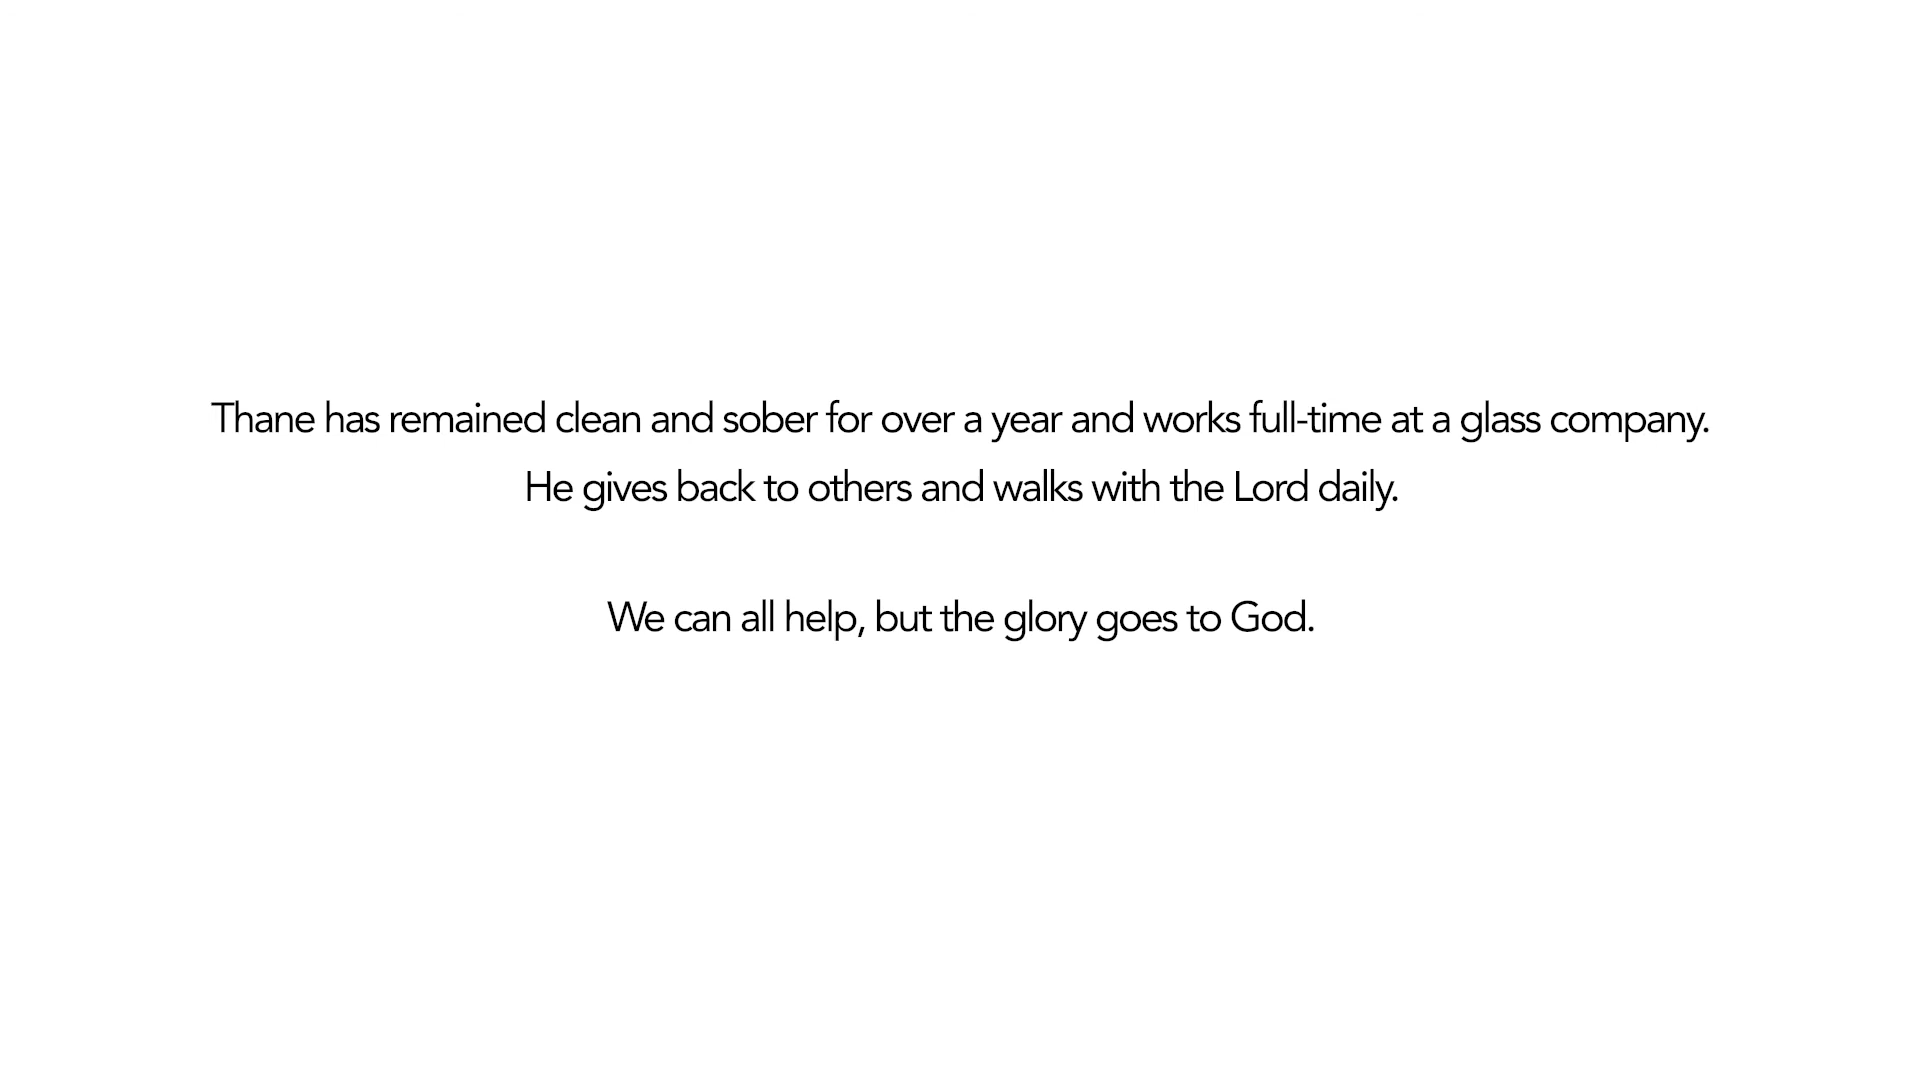 Thane has remained clean and sober for over a year and works full-time at a glass company.
He gives back to others and walks with the Lord daily.
We can all help, but the glory goes to God.